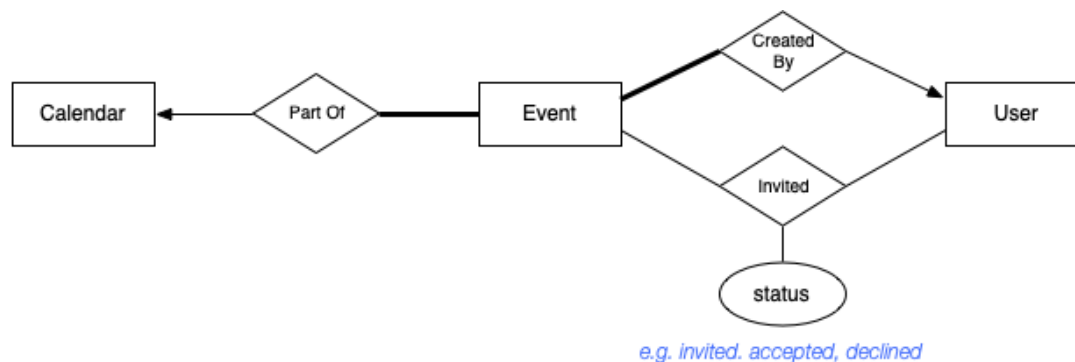 Created
By
Calendar
Part Of
Event
User
Invited
status
e.g. invited. accepted, declined